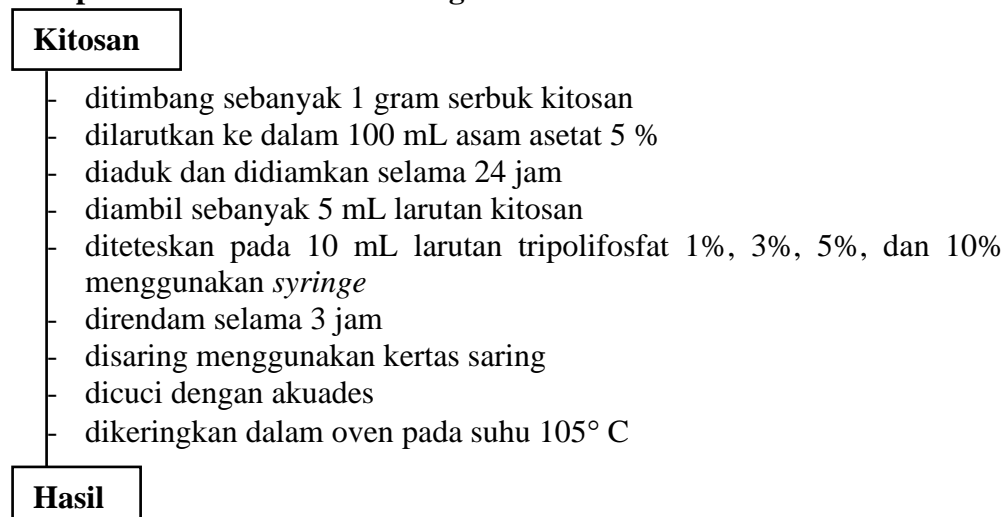 Kitosan
- ditimbang sebanyak 1 gram serbuk kitosan
- dilarutkan ke dalam 100 mL asam asetat 5 %
- diaduk dan didiamkan selama 24 jam
- diambil sebanyak 5 mL larutan kitosan
- diteteskan pada 10 mL larutan tripolifosfat 1%, 3%, 5%, dan 10%
menggunakan syringe
- direndam selama 3 jam
- disaring menggunakan kertas saring
- dicuci dengan akuades
- dikeringkan dalam oven pada suhu 105° C
Hasil